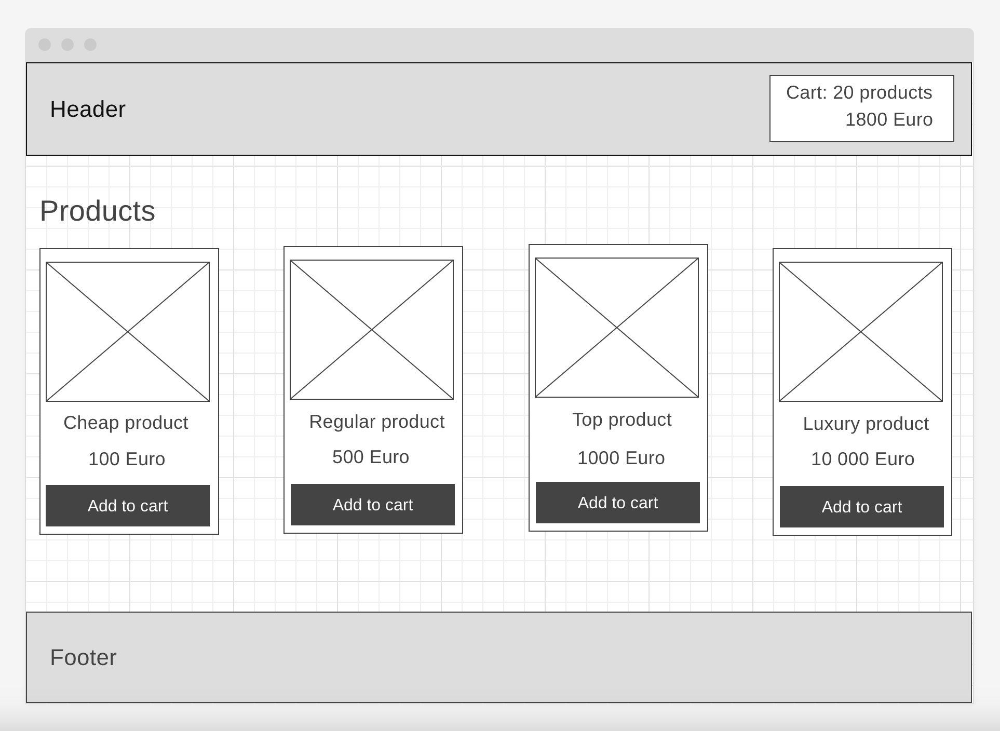 Header
Cart: 20 products
1800 Euro
Products
Cheap product
100 Euro
Add to cart
Regular product
500 Euro
Add to cart
Top product
1000 Euro
Add to cart
Luxury product
10 000 Euro
Add to cart
Footer